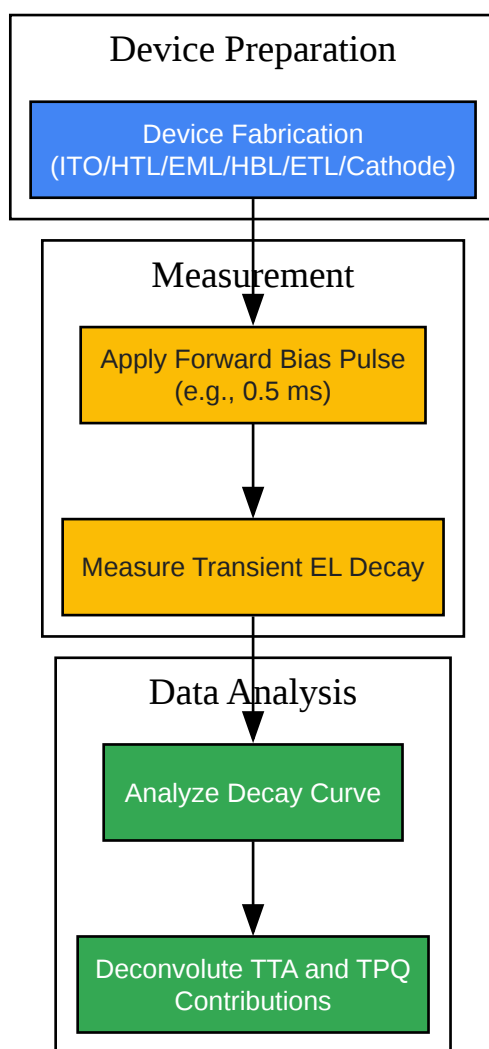 Device Preparation
Device Fabrication
(ITO/HTL/EML/HBL/ETL/Cathode)
Measurement
Apply Forward Bias Pulse
(e.g., 0.5 ms)
Measure Transient EL Decay
Data Analysis
Analyze Decay Curve
Deconvolute TTA and TPQ
Contributions